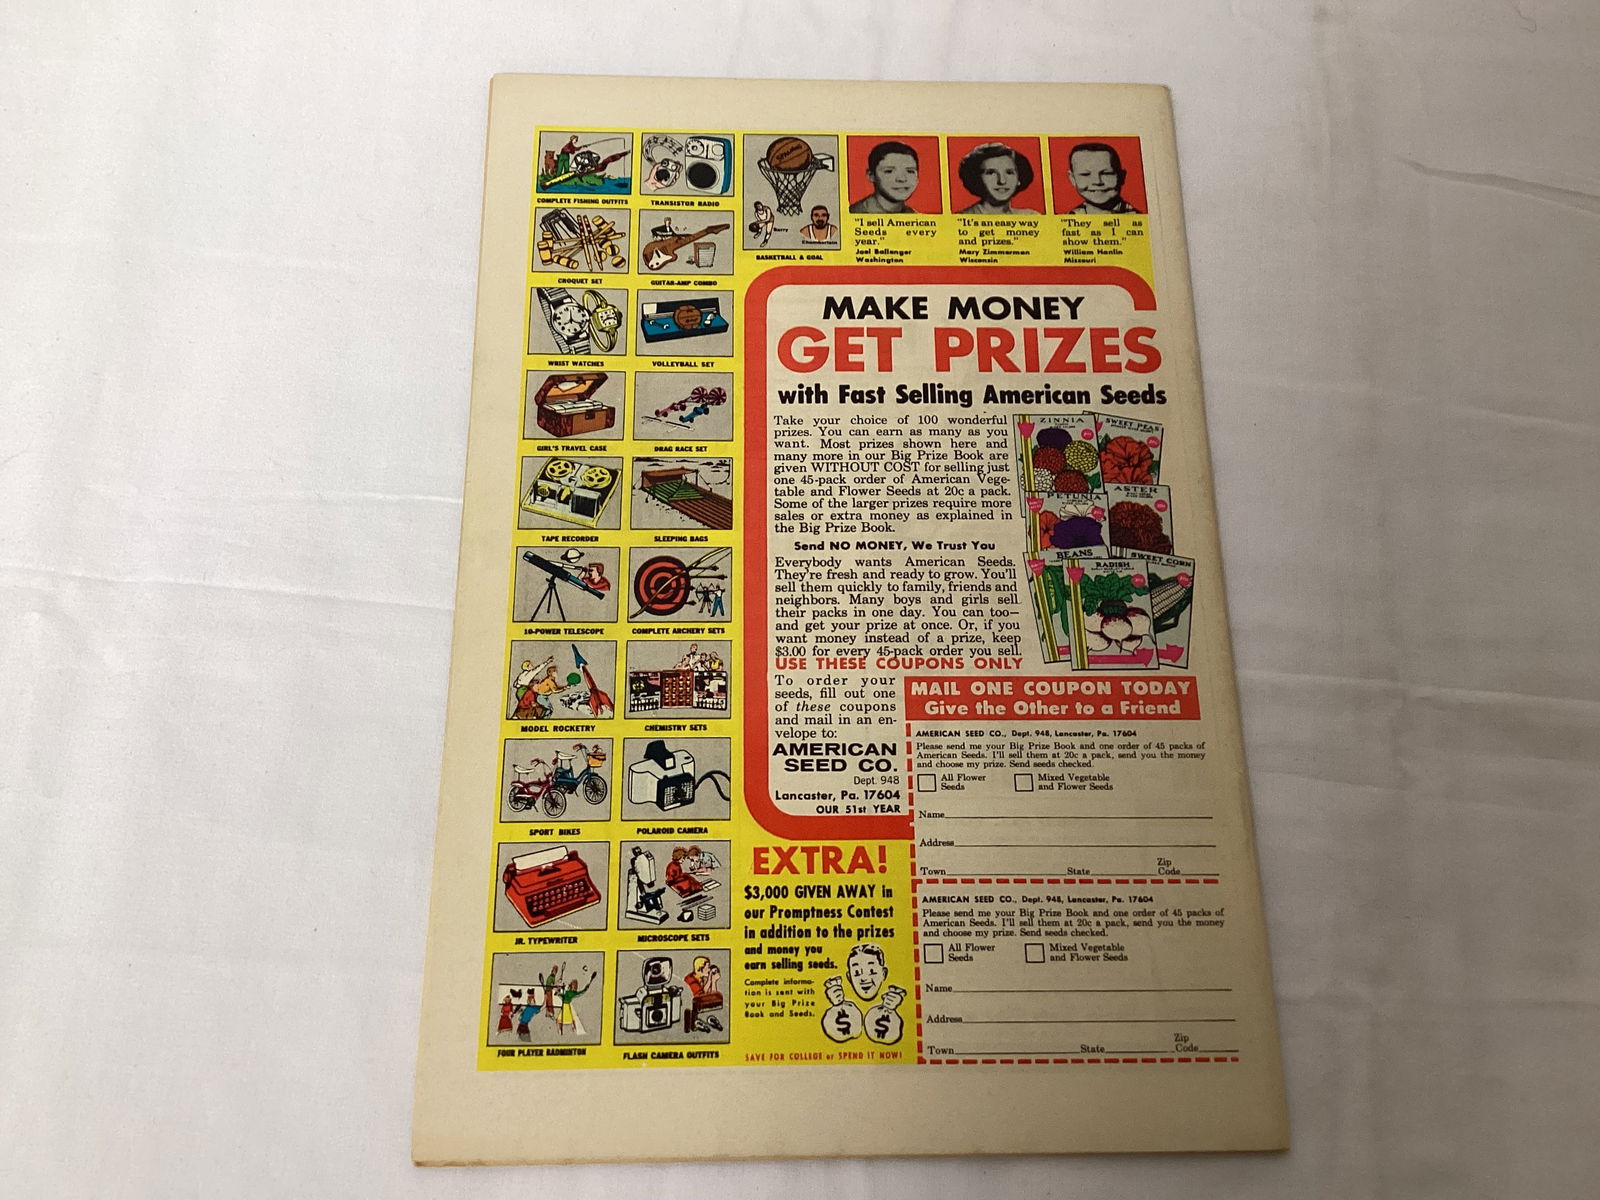 COMPLETE FISHING OUTFITS
TRANSISTOR RADIO
CROQUET SET
GUITAR-AMP COMBO
WRIST WATCHES
VOLLEYBALL SET
GIRL'S TRAVEL CASE
DRAG RACE SET
TAPE RECORDER
SLEEPING BAGS
10-POWER TELESCOPE
COMPLETE ARCHERY SETS
MODEL ROCKETRY
CHEMISTRY SETS
SPORT BIKES
POLAROID CAMERA
JR. TYPEWRITER
MICROSCOPE SETS
FOUR PLAYER BADMINTON
FLASH CAMERA OUTFITS
SPALDING
Barry
Chamberlain
BASKETBALL & GOAL
"I sell American
Seeds every
year."
Joel Ballenger
Washington
"It's an easy way
to get money
and prizes."
Mary Zimmerman
Wisconsin
"They sell as
fast as I can
show them."
William Hanlin
Missouri
MAKE MONEY
GET PRIZES
with Fast Selling American Seeds
Take your choice of 100 wonderful
prizes. You can earn as many as you
want. Most prizes shown here and
many more in our Big Prize Book are
given WITHOUT COST for selling just
one 45-pack order of American Vege-
table and Flower Seeds at 20c a pack.
Some of the larger prizes require more
sales or extra money as explained in
the Big Prize Book.
Send NO MONEY, We Trust You
Everybody wants American Seeds.
They're fresh and ready to grow. You'll
sell them quickly to family, friends and
neighbors. Many boys and girls sell
their packs in one day. You can too—
and get your prize at once. Or, if you
want money instead of a prize, keep
$3.00 for every 45-pack order you sell.
USE THESE COUPONS ONLY
ZINNIA
SWEET PEAS
PETUNIA
ASTER
BEANS
SWEET CORN
RADISH
To order your
seeds, fill out one
of these coupons
and mail in an en-
velope to:
AMERICAN
SEED CO.
Dept. 948
Lancaster, Pa. 17604
OUR 51st YEAR
MAIL ONE COUPON TODAY
Give the Other to a Friend
AMERICAN SEED CO., Dept. 948, Lancaster, Pa. 17604
Please send me your Big Prize Book and one order of 45 packs of
American Seeds. I'll sell them at 20c a pack, send you the money
and choose my prize. Send seeds checked.
All Flower
Seeds
Mixed Vegetable
and Flower Seeds
Name
Address
Town State Zip Code
AMERICAN SEED CO., Dept. 948, Lancaster, Pa. 17604
Please send me your Big Prize Book and one order of 45 packs of
American Seeds. I'll sell them at 20c a pack, send you the money
and choose my prize. Send seeds checked.
All Flower
Seeds
Mixed Vegetable
and Flower Seeds
Name
Address
Town State Zip Code
EXTRA!
$3,000 GIVEN AWAY in
our Promptness Contest
in addition to the prizes
and money you
earn selling seeds.
Complete informa-
tion is sent with
your Big Prize
Book and Seeds.
$ $
SAVE FOR COLLEGE or SPEND IT NOW!